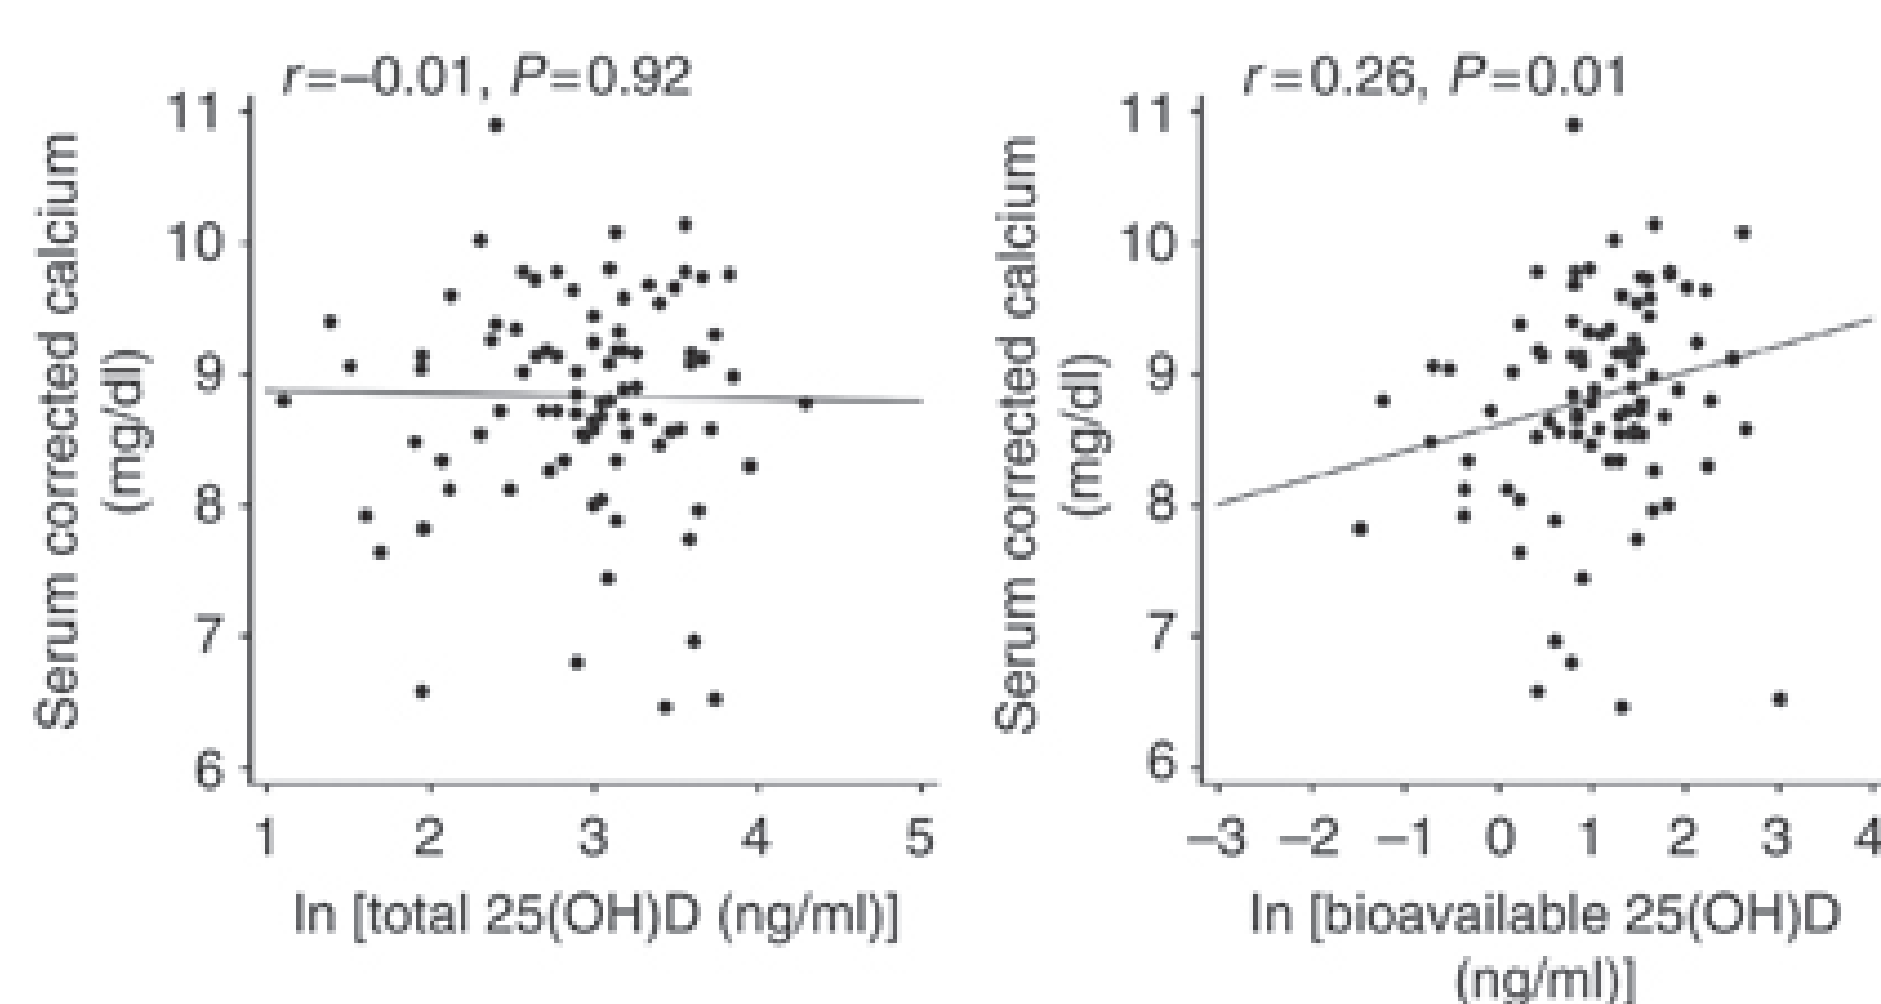 r=–0.01, P=0.92
11
10
9
8
7
6
Serum corrected calcium
(mg/dl)
1 2 3 4 5
ln [total 25(OH)D (ng/ml)]
r=0.26, P=0.01
11
10
9
8
7
6
Serum corrected calcium
(mg/dl)
–3 –2 –1 0 1 2 3 4
ln [bioavailable 25(OH)D
(ng/ml)]